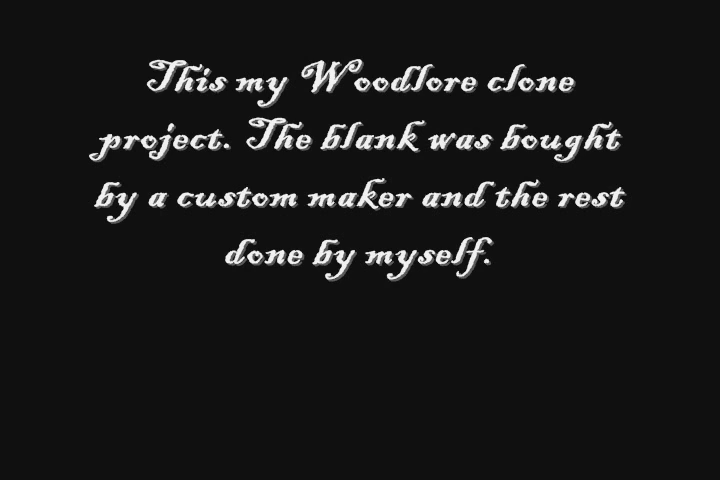 This my Woodlore clone
project. The blank was bought
by a custom maker and the rest
done by myself.